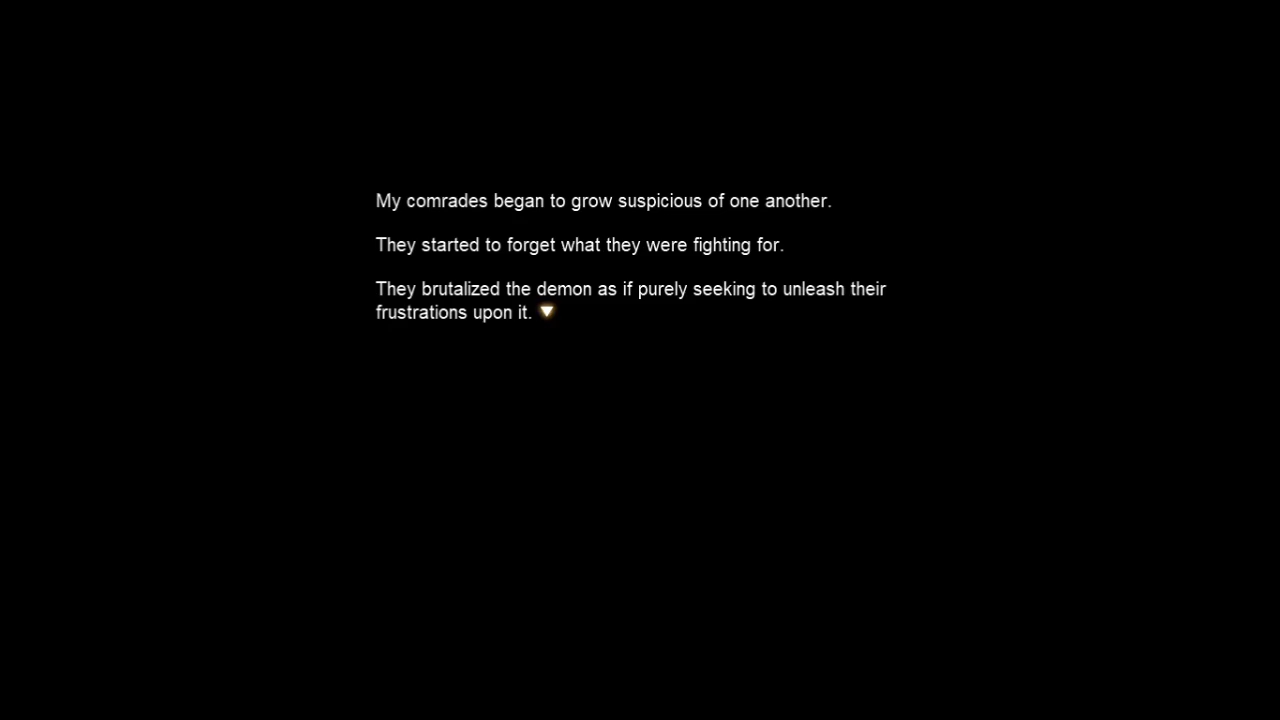 My comrades began to grow suspicious of one another.
They started to forget what they were fighting for.
They brutalized the demon as if purely seeking to unleash their
frustrations upon it.